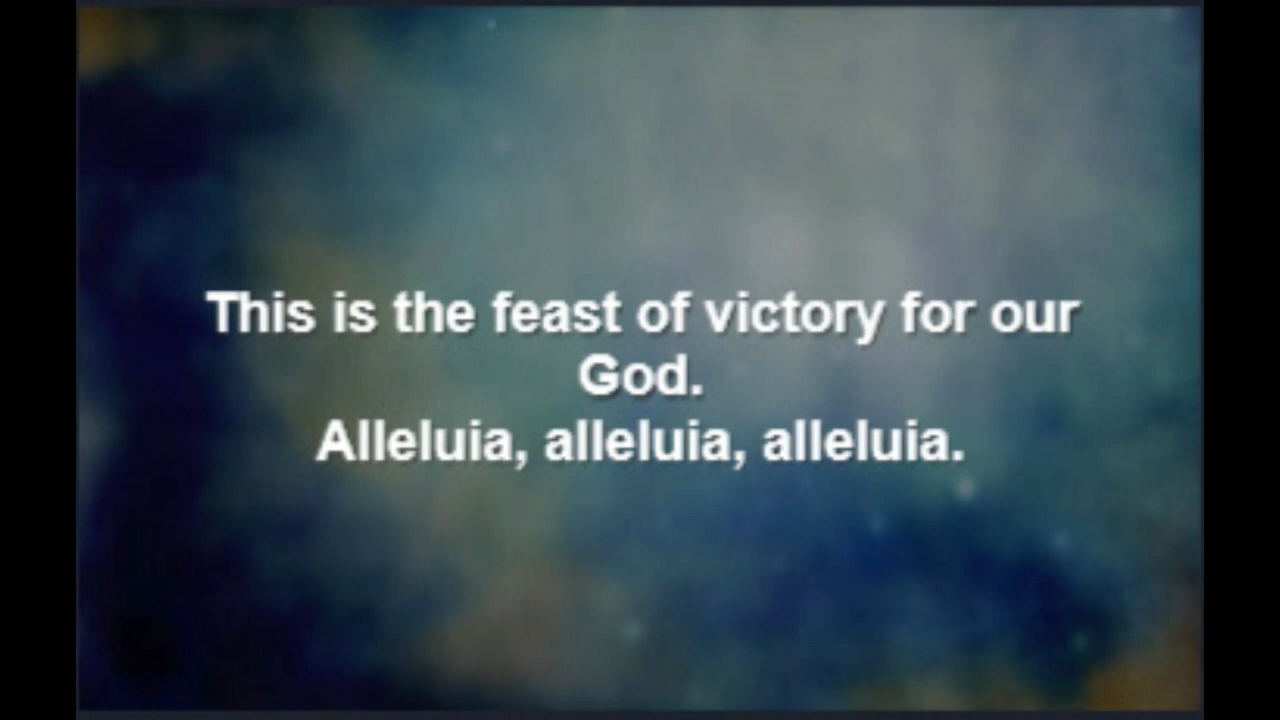 This is the feast of victory for our
God.
Alleluia, alleluia, alleluia.